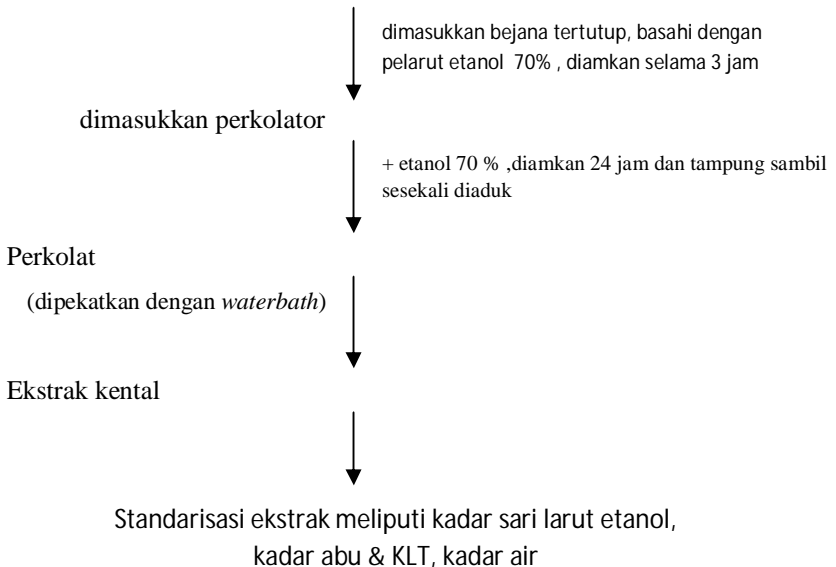 dimasukkan bejana tertutup, basahi dengan
pelarut etanol 70% , diamkan selama 3 jam
dimasukkan perkolator
+ etanol 70 % ,diamkan 24 jam dan tampung sambil
sesekali diaduk
Perkolat
(dipekatkan dengan waterbath)
Ekstrak kental
Standarisasi ekstrak meliputi kadar sari larut etanol,
kadar abu & KLT, kadar air